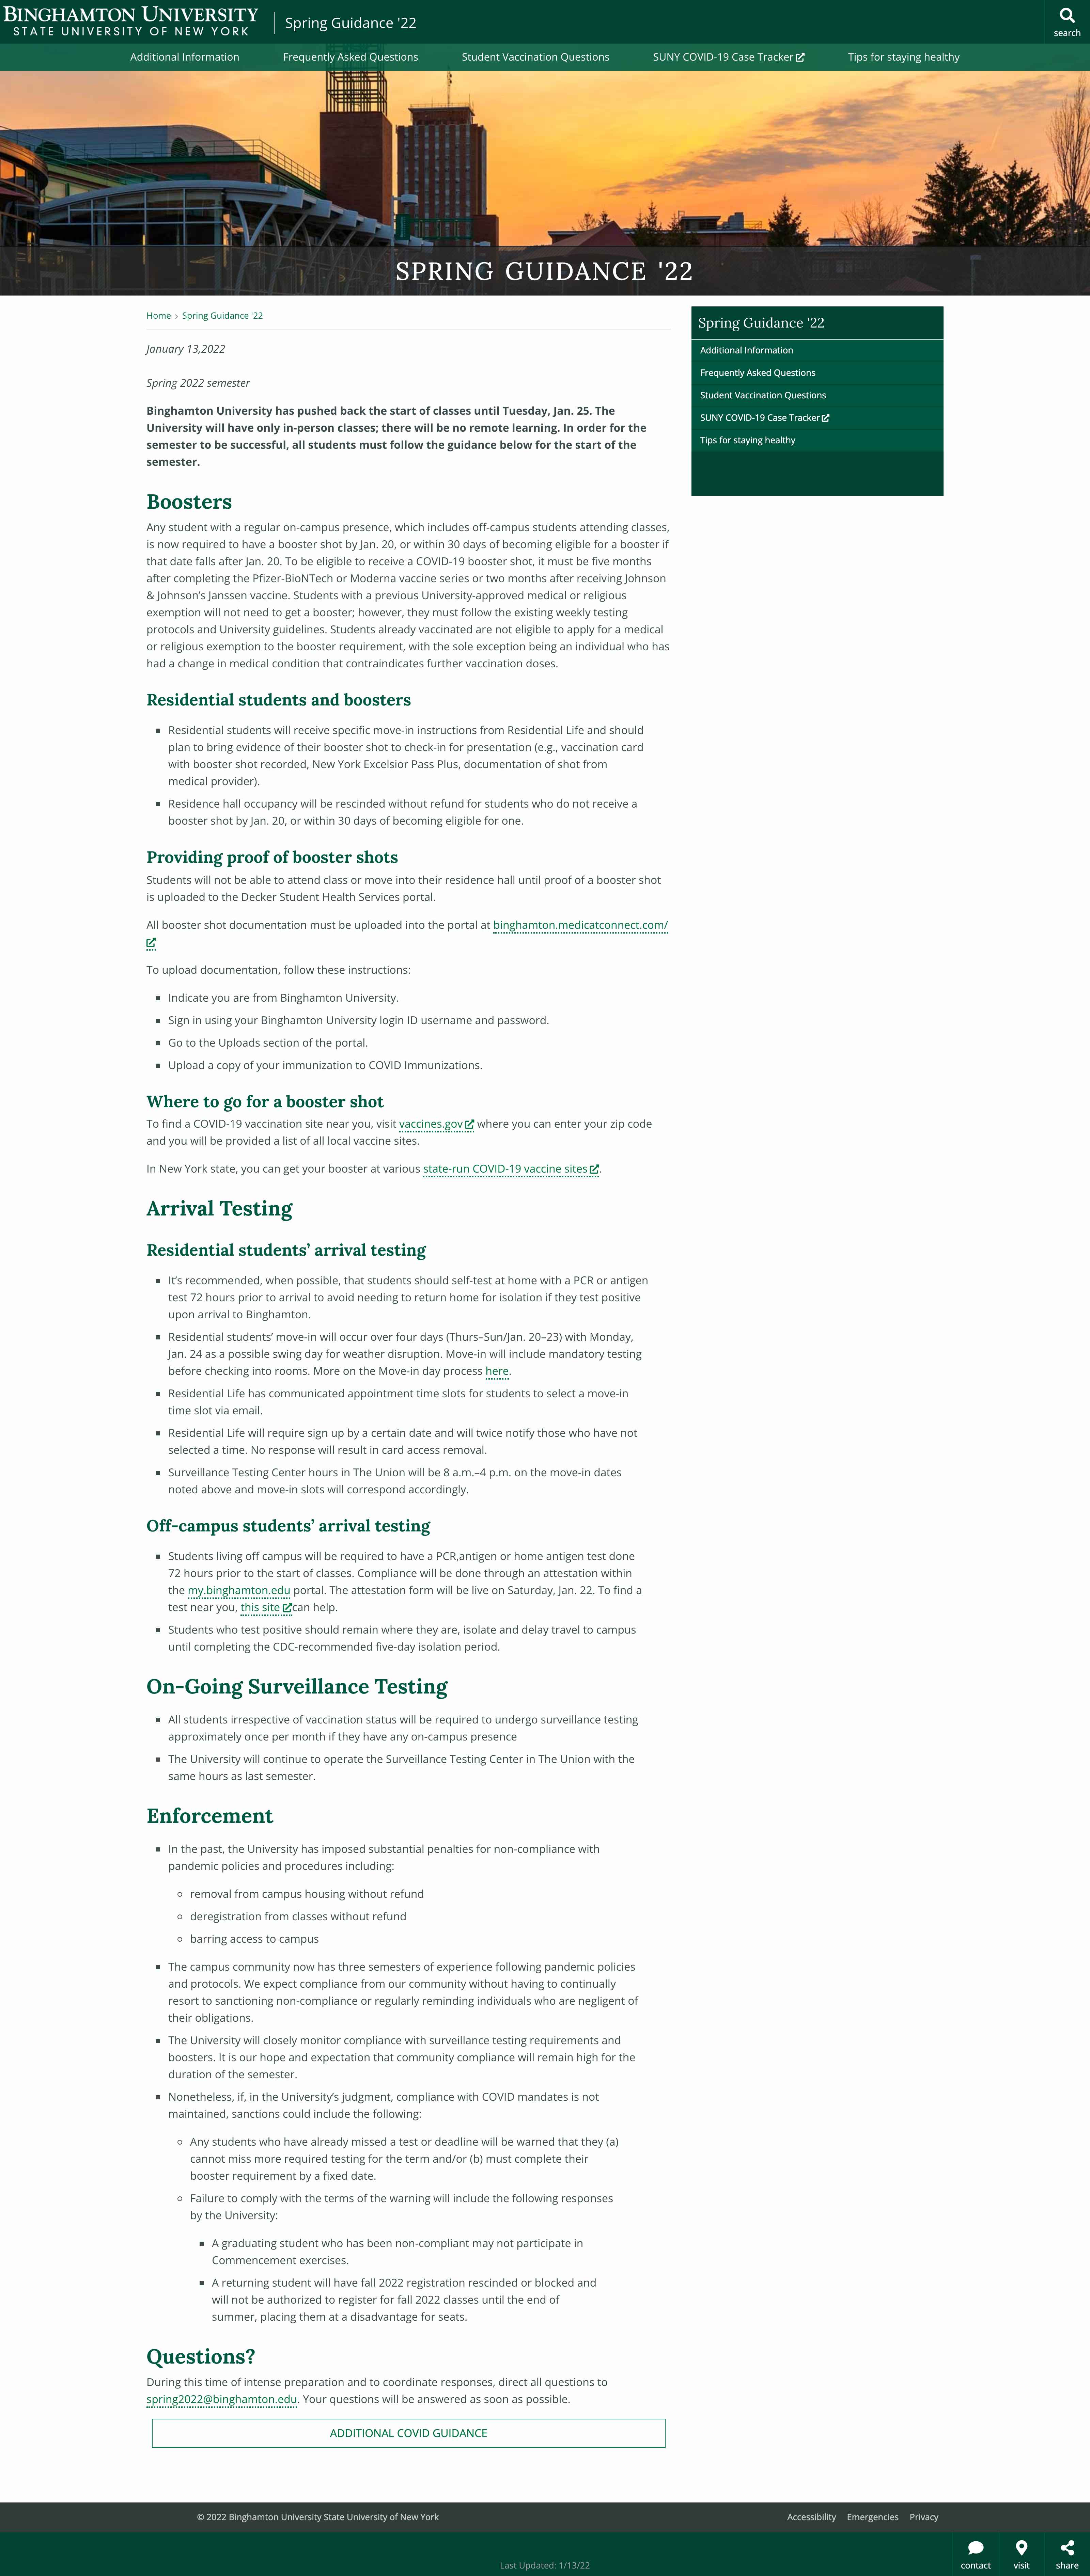 BINGHAMTON UNIVERSITY
STATE UNIVERSITY OF NEW YORK
Spring Guidance '22
search
Additional Information
Frequently Asked Questions
Student Vaccination Questions
SUNY COVID-19 Case Tracker
Tips for staying healthy
SPRING GUIDANCE '22
Home › Spring Guidance '22
January 13,2022
Spring 2022 semester
Binghamton University has pushed back the start of classes until Tuesday, Jan. 25. The
University will have only in-person classes; there will be no remote learning. In order for the
semester to be successful, all students must follow the guidance below for the start of the
semester.
Boosters
Any student with a regular on-campus presence, which includes off-campus students attending classes,
is now required to have a booster shot by Jan. 20, or within 30 days of becoming eligible for a booster if
that date falls after Jan. 20. To be eligible to receive a COVID-19 booster shot, it must be five months
after completing the Pfizer-BioNTech or Moderna vaccine series or two months after receiving Johnson
& Johnson's Janssen vaccine. Students with a previous University-approved medical or religious
exemption will not need to get a booster; however, they must follow the existing weekly testing
protocols and University guidelines. Students already vaccinated are not eligible to apply for a medical
or religious exemption to the booster requirement, with the sole exception being an individual who has
had a change in medical condition that contraindicates further vaccination doses.
Residential students and boosters
Residential students will receive specific move-in instructions from Residential Life and should
plan to bring evidence of their booster shot to check-in for presentation (e.g., vaccination card
with booster shot recorded, New York Excelsior Pass Plus, documentation of shot from
medical provider).
Residence hall occupancy will be rescinded without refund for students who do not receive a
booster shot by Jan. 20, or within 30 days of becoming eligible for one.
Providing proof of booster shots
Students will not be able to attend class or move into their residence hall until proof of a booster shot
is uploaded to the Decker Student Health Services portal.
All booster shot documentation must be uploaded into the portal at binghamton.medicatconnect.com/
To upload documentation, follow these instructions:
Indicate you are from Binghamton University.
Sign in using your Binghamton University login ID username and password.
Go to the Uploads section of the portal.
Upload a copy of your immunization to COVID Immunizations.
Where to go for a booster shot
To find a COVID-19 vaccination site near you, visit vaccines.gov where you can enter your zip code
and you will be provided a list of all local vaccine sites.
In New York state, you can get your booster at various state-run COVID-19 vaccine sites.
Arrival Testing
Residential students' arrival testing
It's recommended, when possible, that students should self-test at home with a PCR or antigen
test 72 hours prior to arrival to avoid needing to return home for isolation if they test positive
upon arrival to Binghamton.
Residential students' move-in will occur over four days (Thurs–Sun/Jan. 20–23) with Monday,
Jan. 24 as a possible swing day for weather disruption. Move-in will include mandatory testing
before checking into rooms. More on the Move-in day process here.
Residential Life has communicated appointment time slots for students to select a move-in
time slot via email.
Residential Life will require sign up by a certain date and will twice notify those who have not
selected a time. No response will result in card access removal.
Surveillance Testing Center hours in The Union will be 8 a.m.–4 p.m. on the move-in dates
noted above and move-in slots will correspond accordingly.
Off-campus students' arrival testing
Students living off campus will be required to have a PCR,antigen or home antigen test done
72 hours prior to the start of classes. Compliance will be done through an attestation within
the my.binghamton.edu portal. The attestation form will be live on Saturday, Jan. 22. To find a
test near you, this site can help.
Students who test positive should remain where they are, isolate and delay travel to campus
until completing the CDC-recommended five-day isolation period.
On-Going Surveillance Testing
All students irrespective of vaccination status will be required to undergo surveillance testing
approximately once per month if they have any on-campus presence
The University will continue to operate the Surveillance Testing Center in The Union with the
same hours as last semester.
Enforcement
In the past, the University has imposed substantial penalties for non-compliance with
pandemic policies and procedures including:
removal from campus housing without refund
deregistration from classes without refund
barring access to campus
The campus community now has three semesters of experience following pandemic policies
and protocols. We expect compliance from our community without having to continually
resort to sanctioning non-compliance or regularly reminding individuals who are negligent of
their obligations.
The University will closely monitor compliance with surveillance testing requirements and
boosters. It is our hope and expectation that community compliance will remain high for the
duration of the semester.
Nonetheless, if, in the University's judgment, compliance with COVID mandates is not
maintained, sanctions could include the following:
Any students who have already missed a test or deadline will be warned that they (a)
cannot miss more required testing for the term and/or (b) must complete their
booster requirement by a fixed date.
Failure to comply with the terms of the warning will include the following responses
by the University:
A graduating student who has been non-compliant may not participate in
Commencement exercises.
A returning student will have fall 2022 registration rescinded or blocked and
will not be authorized to register for fall 2022 classes until the end of
summer, placing them at a disadvantage for seats.
Questions?
During this time of intense preparation and to coordinate responses, direct all questions to
spring2022@binghamton.edu. Your questions will be answered as soon as possible.
ADDITIONAL COVID GUIDANCE
Spring Guidance '22
Additional Information
Frequently Asked Questions
Student Vaccination Questions
SUNY COVID-19 Case Tracker
Tips for staying healthy
© 2022 Binghamton University State University of New York
Accessibility
Emergencies
Privacy
contact
visit
share
Last Updated: 1/13/22